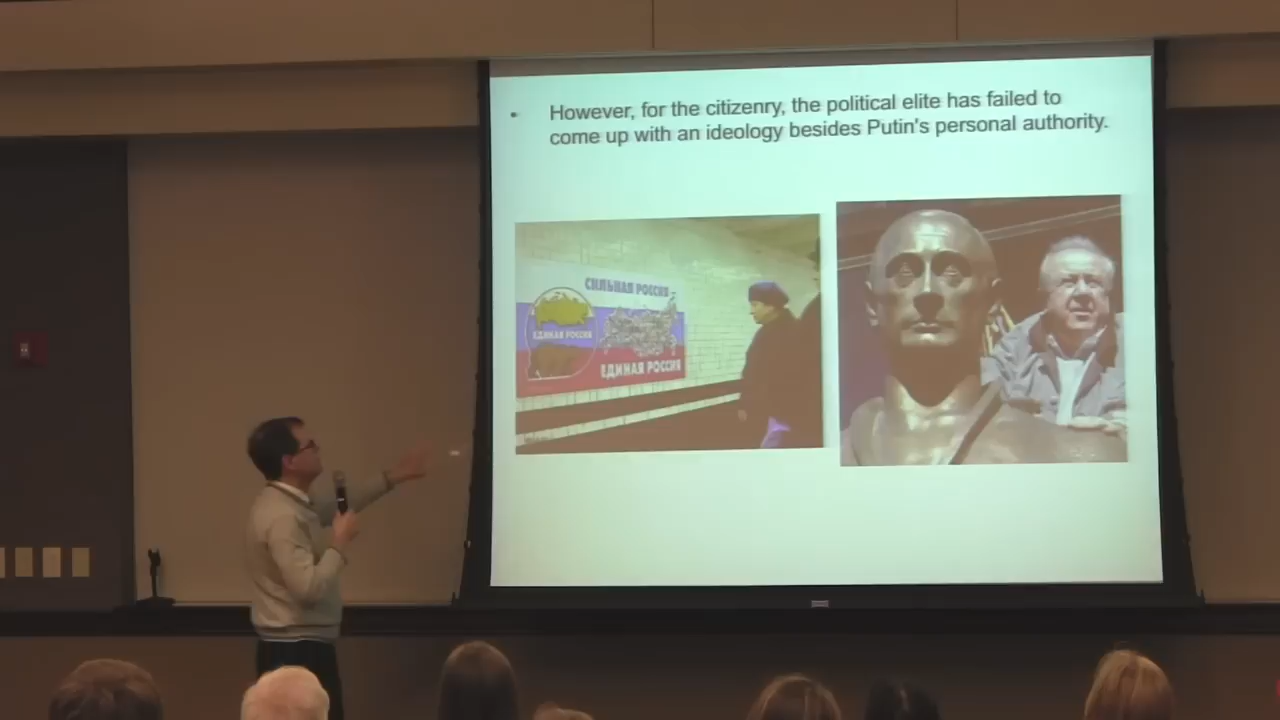 • However, for the citizenry, the political elite has failed to
come up with an ideology besides Putin's personal authority.
СИЛЬНАЯ РОССИЯ -
ЕДИНАЯ РОССИЯ
ЕДИНАЯ РОССИЯ